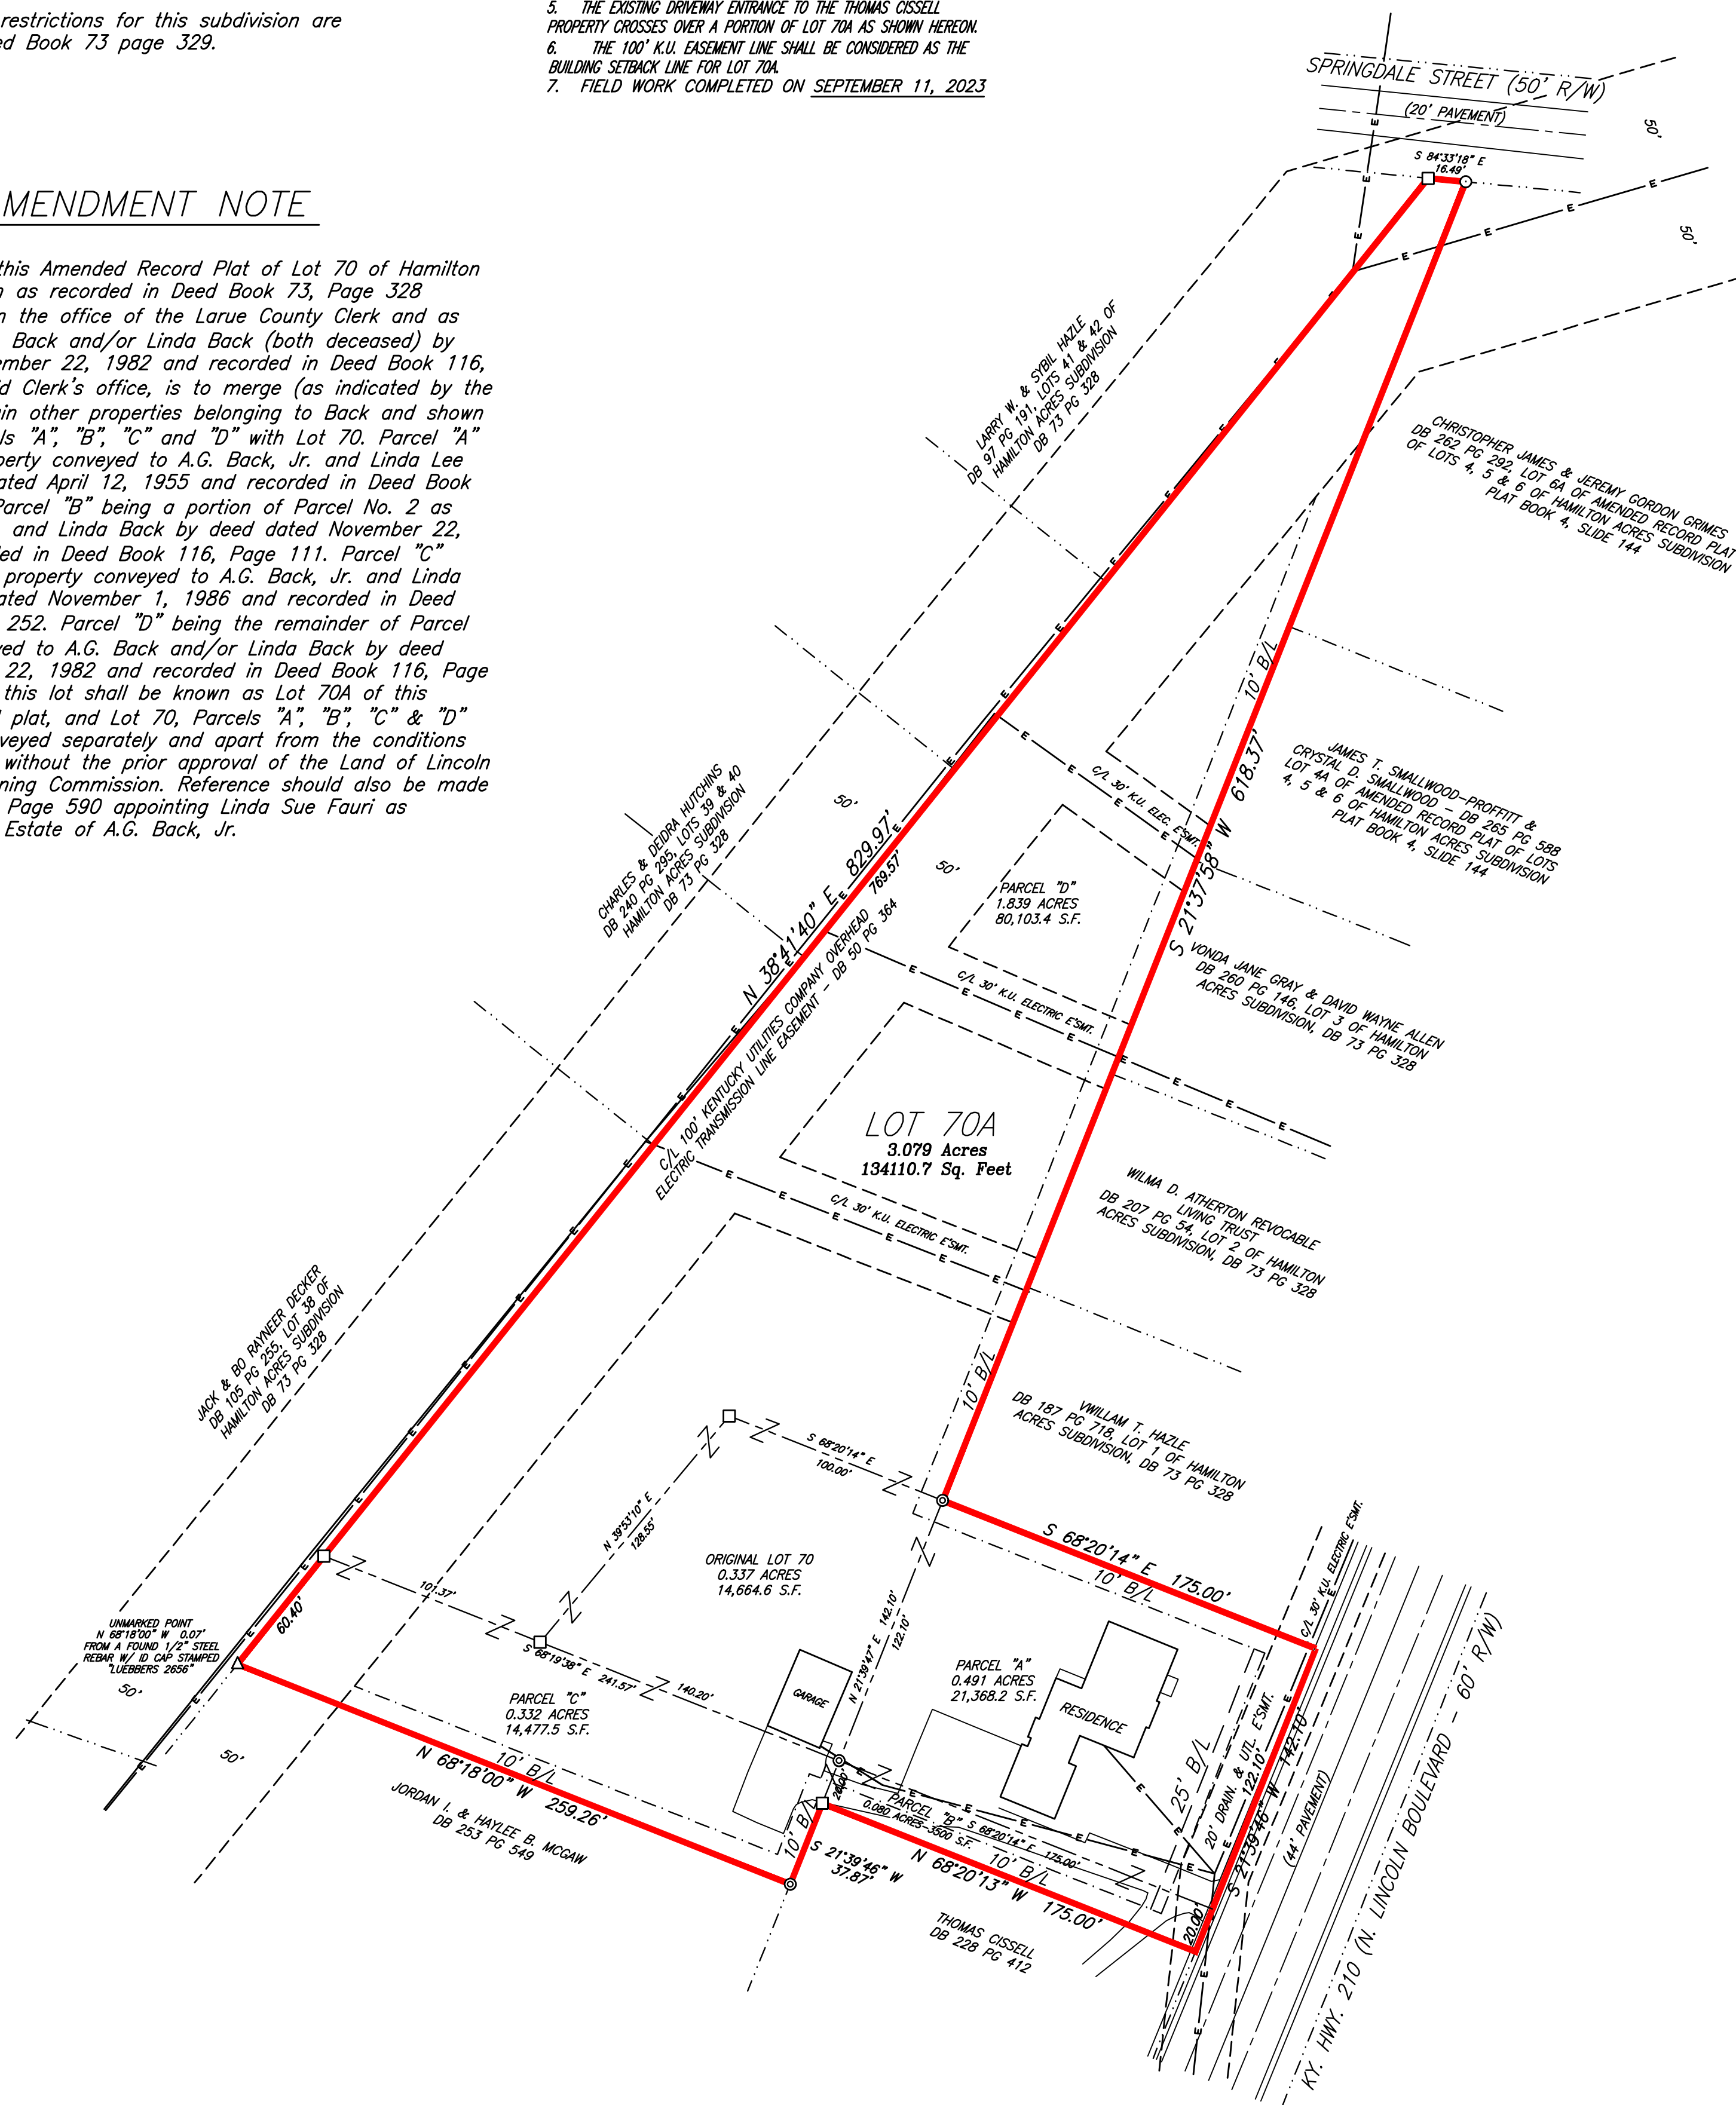 restrictions for this subdivision are
ed Book 73 page 329.
5. THE EXISTING DRIVEWAY ENTRANCE TO THE THOMAS CISSELL
PROPERTY CROSSES OVER A PORTION OF LOT 70A AS SHOWN HEREON.
6. THE 100' K.U. EASEMENT LINE SHALL BE CONSIDERED AS THE
BUILDING SETBACK LINE FOR LOT 70A.
7. FIELD WORK COMPLETED ON SEPTEMBER 11, 2023
MENDMENT NOTE
this Amended Record Plat of Lot 70 of Hamilton
n as recorded in Deed Book 73, Page 328
n the office of the Larue County Clerk and as
Back and/or Linda Back (both deceased) by
ember 22, 1982 and recorded in Deed Book 116,
id Clerk's office, is to merge (as indicated by the
ain other properties belonging to Back and shown
ls "A", "B", "C" and "D" with Lot 70. Parcel "A"
perty conveyed to A.G. Back, Jr. and Linda Lee
ated April 12, 1955 and recorded in Deed Book
Parcel "B" being a portion of Parcel No. 2 as
and Linda Back by deed dated November 22,
ed in Deed Book 116, Page 111. Parcel "C"
property conveyed to A.G. Back, Jr. and Linda
ated November 1, 1986 and recorded in Deed
252. Parcel "D" being the remainder of Parcel
yed to A.G. Back and/or Linda Back by deed
22, 1982 and recorded in Deed Book 116, Page
this lot shall be known as Lot 70A of this
d plat, and Lot 70, Parcels "A", "B", "C" & "D"
veyed separately and apart from the conditions
without the prior approval of the Land of Lincoln
ning Commission. Reference should also be made
Page 590 appointing Linda Sue Fauri as
Estate of A.G. Back, Jr.
SPRINGDALE STREET (50' R/W)
(20' PAVEMENT)
S 84°33'18" E
16.49'
50'
50'
LARRY W. & SYBIL HAZLE
DB 97 PG 191, LOTS 41 & 42 OF
HAMILTON ACRES SUBDIVISION
DB 73 PG 328
CHRISTOPHER JAMES & JEREMY GORDON GRIMES
DB 262 PG 292, LOT 6A OF AMENDED RECORD PLAT
OF LOTS 4, 5 & 6 OF HAMILTON ACRES SUBDIVISION
PLAT BOOK 4, SLIDE 144
10' B/L
S 21°37'58" W 618.37'
JAMES T. SMALLWOOD-PROFFITT &
CRYSTAL D. SMALLWOOD - DB 265 PG 588
LOT 4A OF AMENDED RECORD PLAT OF LOTS
4, 5 & 6 OF HAMILTON ACRES SUBDIVISION
PLAT BOOK 4, SLIDE 144
CHARLES & DEIDRA HUTCHINS
DB 240 PG 295, LOTS 39 & 40
HAMILTON ACRES SUBDIVISION
DB 73 PG 328
50'
50'
N 38°41'40" E 829.97'
769.57'
C/L 100' KENTUCKY UTILITIES COMPANY OVERHEAD
ELECTRIC TRANSMISSION LINE EASEMENT - DB 50 PG 364
C/L 30' K.U. ELEC. E'SMT.
PARCEL "D"
1.839 ACRES
80,103.4 S.F.
C/L 30' K.U. ELECTRIC E'SMT.
VONDA JANE GRAY & DAVID WAYNE ALLEN
DB 260 PG 146, LOT 3 OF HAMILTON
ACRES SUBDIVISION, DB 73 PG 328
LOT 70A
3.079 Acres
134110.7 Sq. Feet
C/L 30' K.U. ELECTRIC E'SMT.
WILMA D. ATHERTON REVOCABLE
LIVING TRUST
DB 207 PG 54, LOT 2 OF HAMILTON
ACRES SUBDIVISION, DB 73 PG 328
JACK & BO RAYNEER DECKER
DB 105 PG 255, LOT 38 OF
HAMILTON ACRES SUBDIVISION
DB 73 PG 328
10' B/L
VWILLAM T. HAZLE
DB 187 PG 718, LOT 1 OF HAMILTON
ACRES SUBDIVISION, DB 73 PG 328
S 68°20'14" E
100.00'
N 39°53'10" E
128.55'
S 68°20'14" E 175.00'
10' B/L
C/L 30' K.U. ELECTRIC E'SMT.
ORIGINAL LOT 70
0.337 ACRES
14,664.6 S.F.
N 21°39'47" E 142.10'
122.10'
101.37'
60.40'
UNMARKED POINT
N 68°18'00" W 0.07'
FROM A FOUND 1/2" STEEL
REBAR W/ ID CAP STAMPED
"LUEBBERS 2656"
50'
50'
S 68°19'38" E 241.57'
140.20'
PARCEL "C"
0.332 ACRES
14,477.5 S.F.
GARAGE
PARCEL "A"
0.491 ACRES
21,368.2 S.F.
RESIDENCE
10' B/L
N 68°18'00" W 259.26'
JORDAN I. & HAYLEE B. MCGAW
DB 253 PG 549
20.00'
10' B/L
S 21°39'46" W
37.87'
PARCEL "B"
0.080 ACRES 3500 S.F.
S 68°20'14" E 175.00'
10' B/L
N 68°20'13" W 175.00'
THOMAS CISSELL
DB 228 PG 412
25' B/L
20' DRAIN. & UTL. E'SMT.
122.10'
S 21°39'46" W 142.10'
20.00'
(44' PAVEMENT)
KY. HWY. 210 (N. LINCOLN BOULEVARD - 60' R/W)